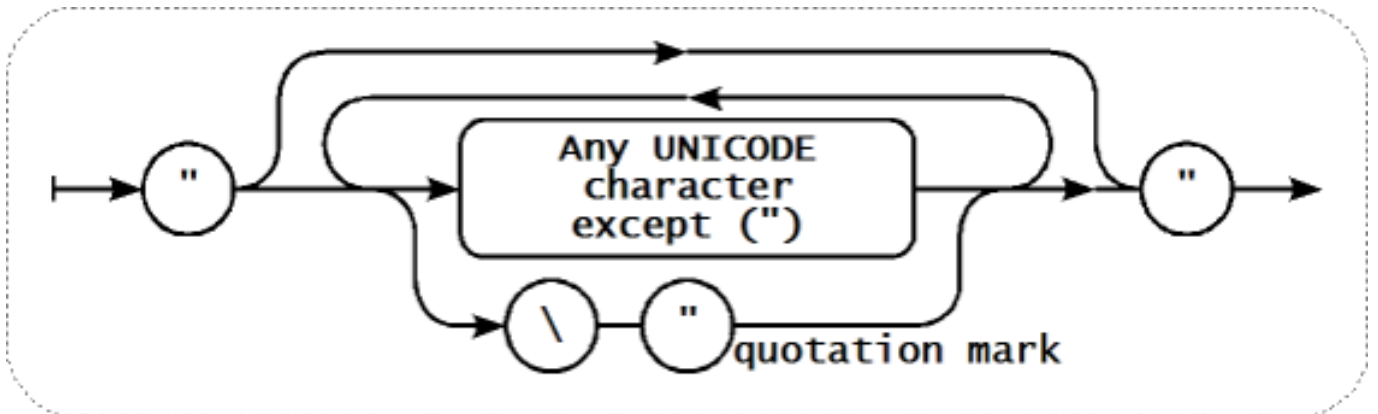 "
Any UNICODE
character
except (")
"
\ "
quotation mark